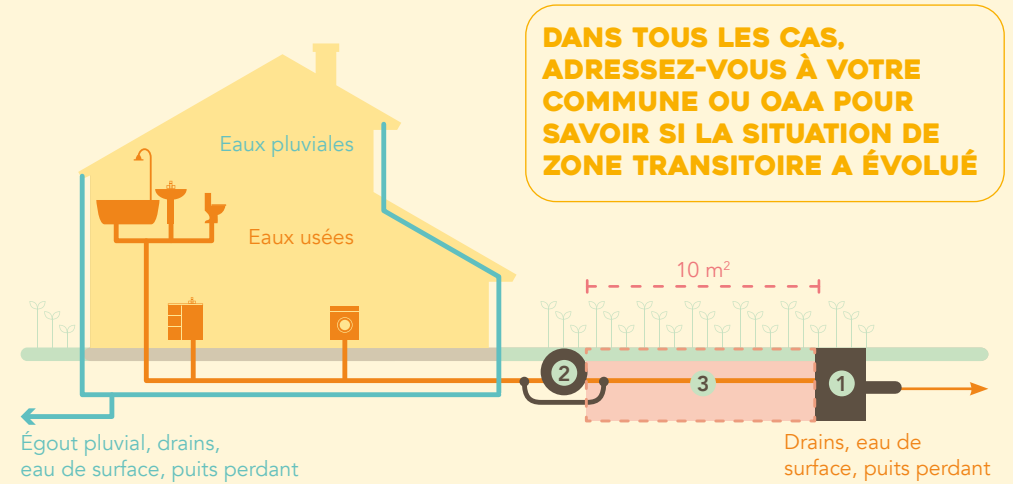 DANS TOUS LES CAS,
ADRESSEZ-VOUS À VOTRE
COMMUNE OU OAA POUR
SAVOIR SI LA SITUATION DE
ZONE TRANSITOIRE A ÉVOLUÉ
Eaux pluviales
Eaux usées
10 m²
2
3
1
Égout pluvial, drains,
eau de surface, puits perdant
Drains, eau de
surface, puits perdant